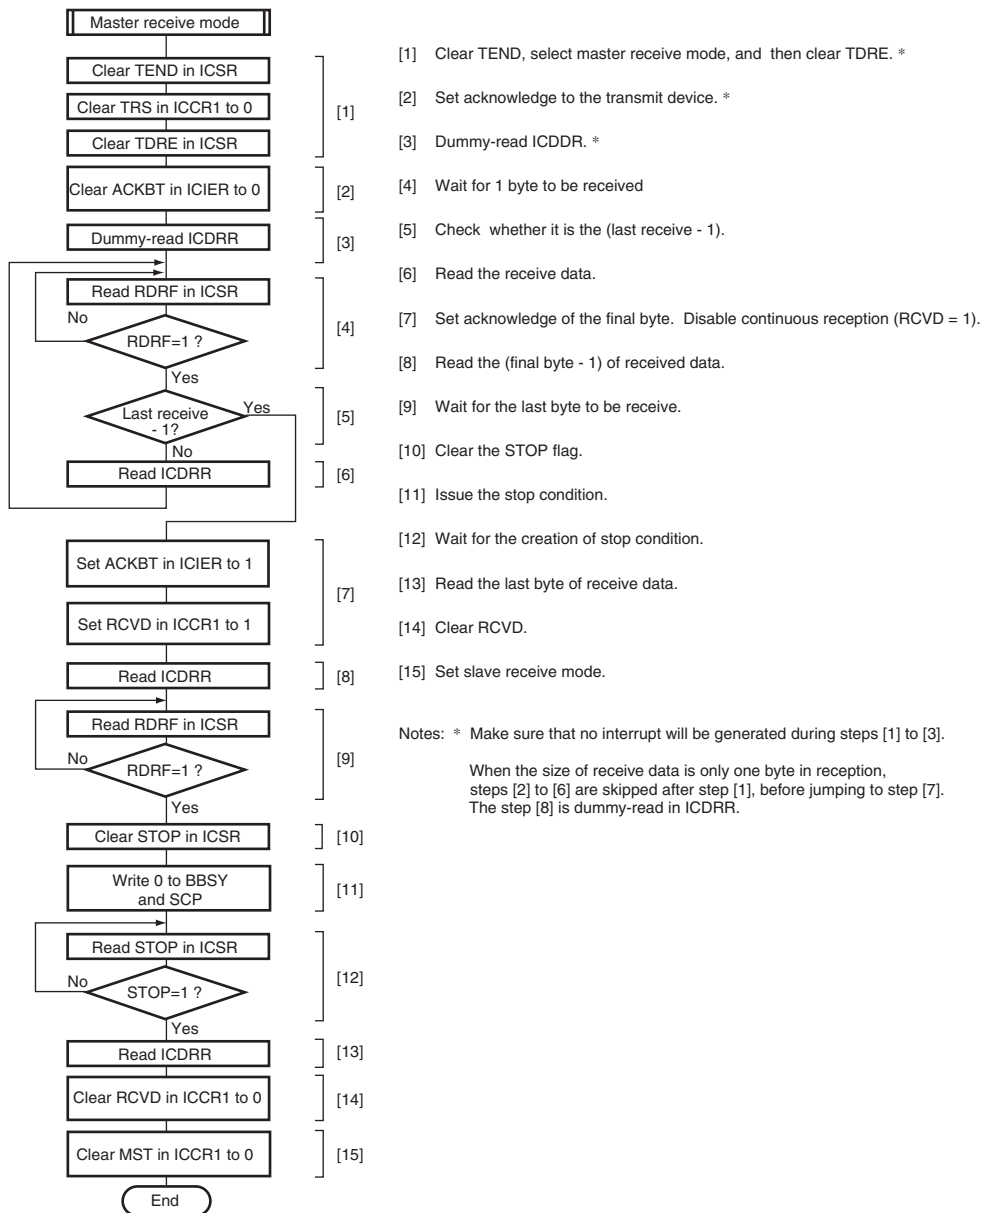 Master receive mode
Clear TEND in ICSR
Clear TRS in ICCR1 to 0
Clear TDRE in ICSR
[1]
Clear ACKBT in ICIER to 0
[2]
Dummy-read ICDRR
[3]
Read RDRF in ICSR
No
RDRF=1 ?
[4]
Yes
Last receive
- 1?
Yes
[5]
No
Read ICDRR
[6]
Set ACKBT in ICIER to 1
[7]
Set RCVD in ICCR1 to 1
Read ICDRR
[8]
Read RDRF in ICSR
No
RDRF=1 ?
[9]
Yes
Clear STOP in ICSR
[10]
Write 0 to BBSY
and SCP
[11]
Read STOP in ICSR
No
STOP=1 ?
[12]
Yes
Read ICDRR
[13]
Clear RCVD in ICCR1 to 0
[14]
Clear MST in ICCR1 to 0
[15]
End
[1] Clear TEND, select master receive mode, and then clear TDRE. *
[2] Set acknowledge to the transmit device. *
[3] Dummy-read ICDDR. *
[4] Wait for 1 byte to be received
[5] Check whether it is the (last receive - 1).
[6] Read the receive data.
[7] Set acknowledge of the final byte. Disable continuous reception (RCVD = 1).
[8] Read the (final byte - 1) of received data.
[9] Wait for the last byte to be receive.
[10] Clear the STOP flag.
[11] Issue the stop condition.
[12] Wait for the creation of stop condition.
[13] Read the last byte of receive data.
[14] Clear RCVD.
[15] Set slave receive mode.
Notes: * Make sure that no interrupt will be generated during steps [1] to [3].
When the size of receive data is only one byte in reception,
steps [2] to [6] are skipped after step [1], before jumping to step [7].
The step [8] is dummy-read in ICDRR.